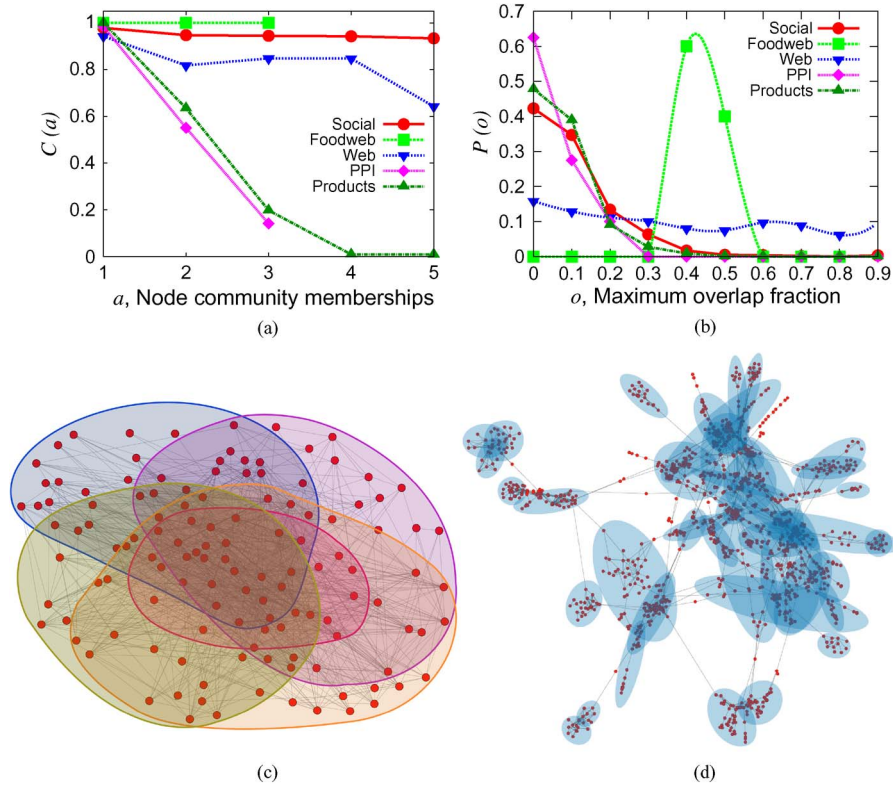 C (a)
1
0.8
0.6
0.4
0.2
0
Social
Foodweb
Web
PPI
Products
1 2 3 4 5
a, Node community memberships
(a)
P (o)
0.7
0.6
0.5
0.4
0.3
0.2
0.1
0
Social
Foodweb
Web
PPI
Products
0 0.1 0.2 0.3 0.4 0.5 0.6 0.7 0.8 0.9
o, Maximum overlap fraction
(b)
(c)
(d)